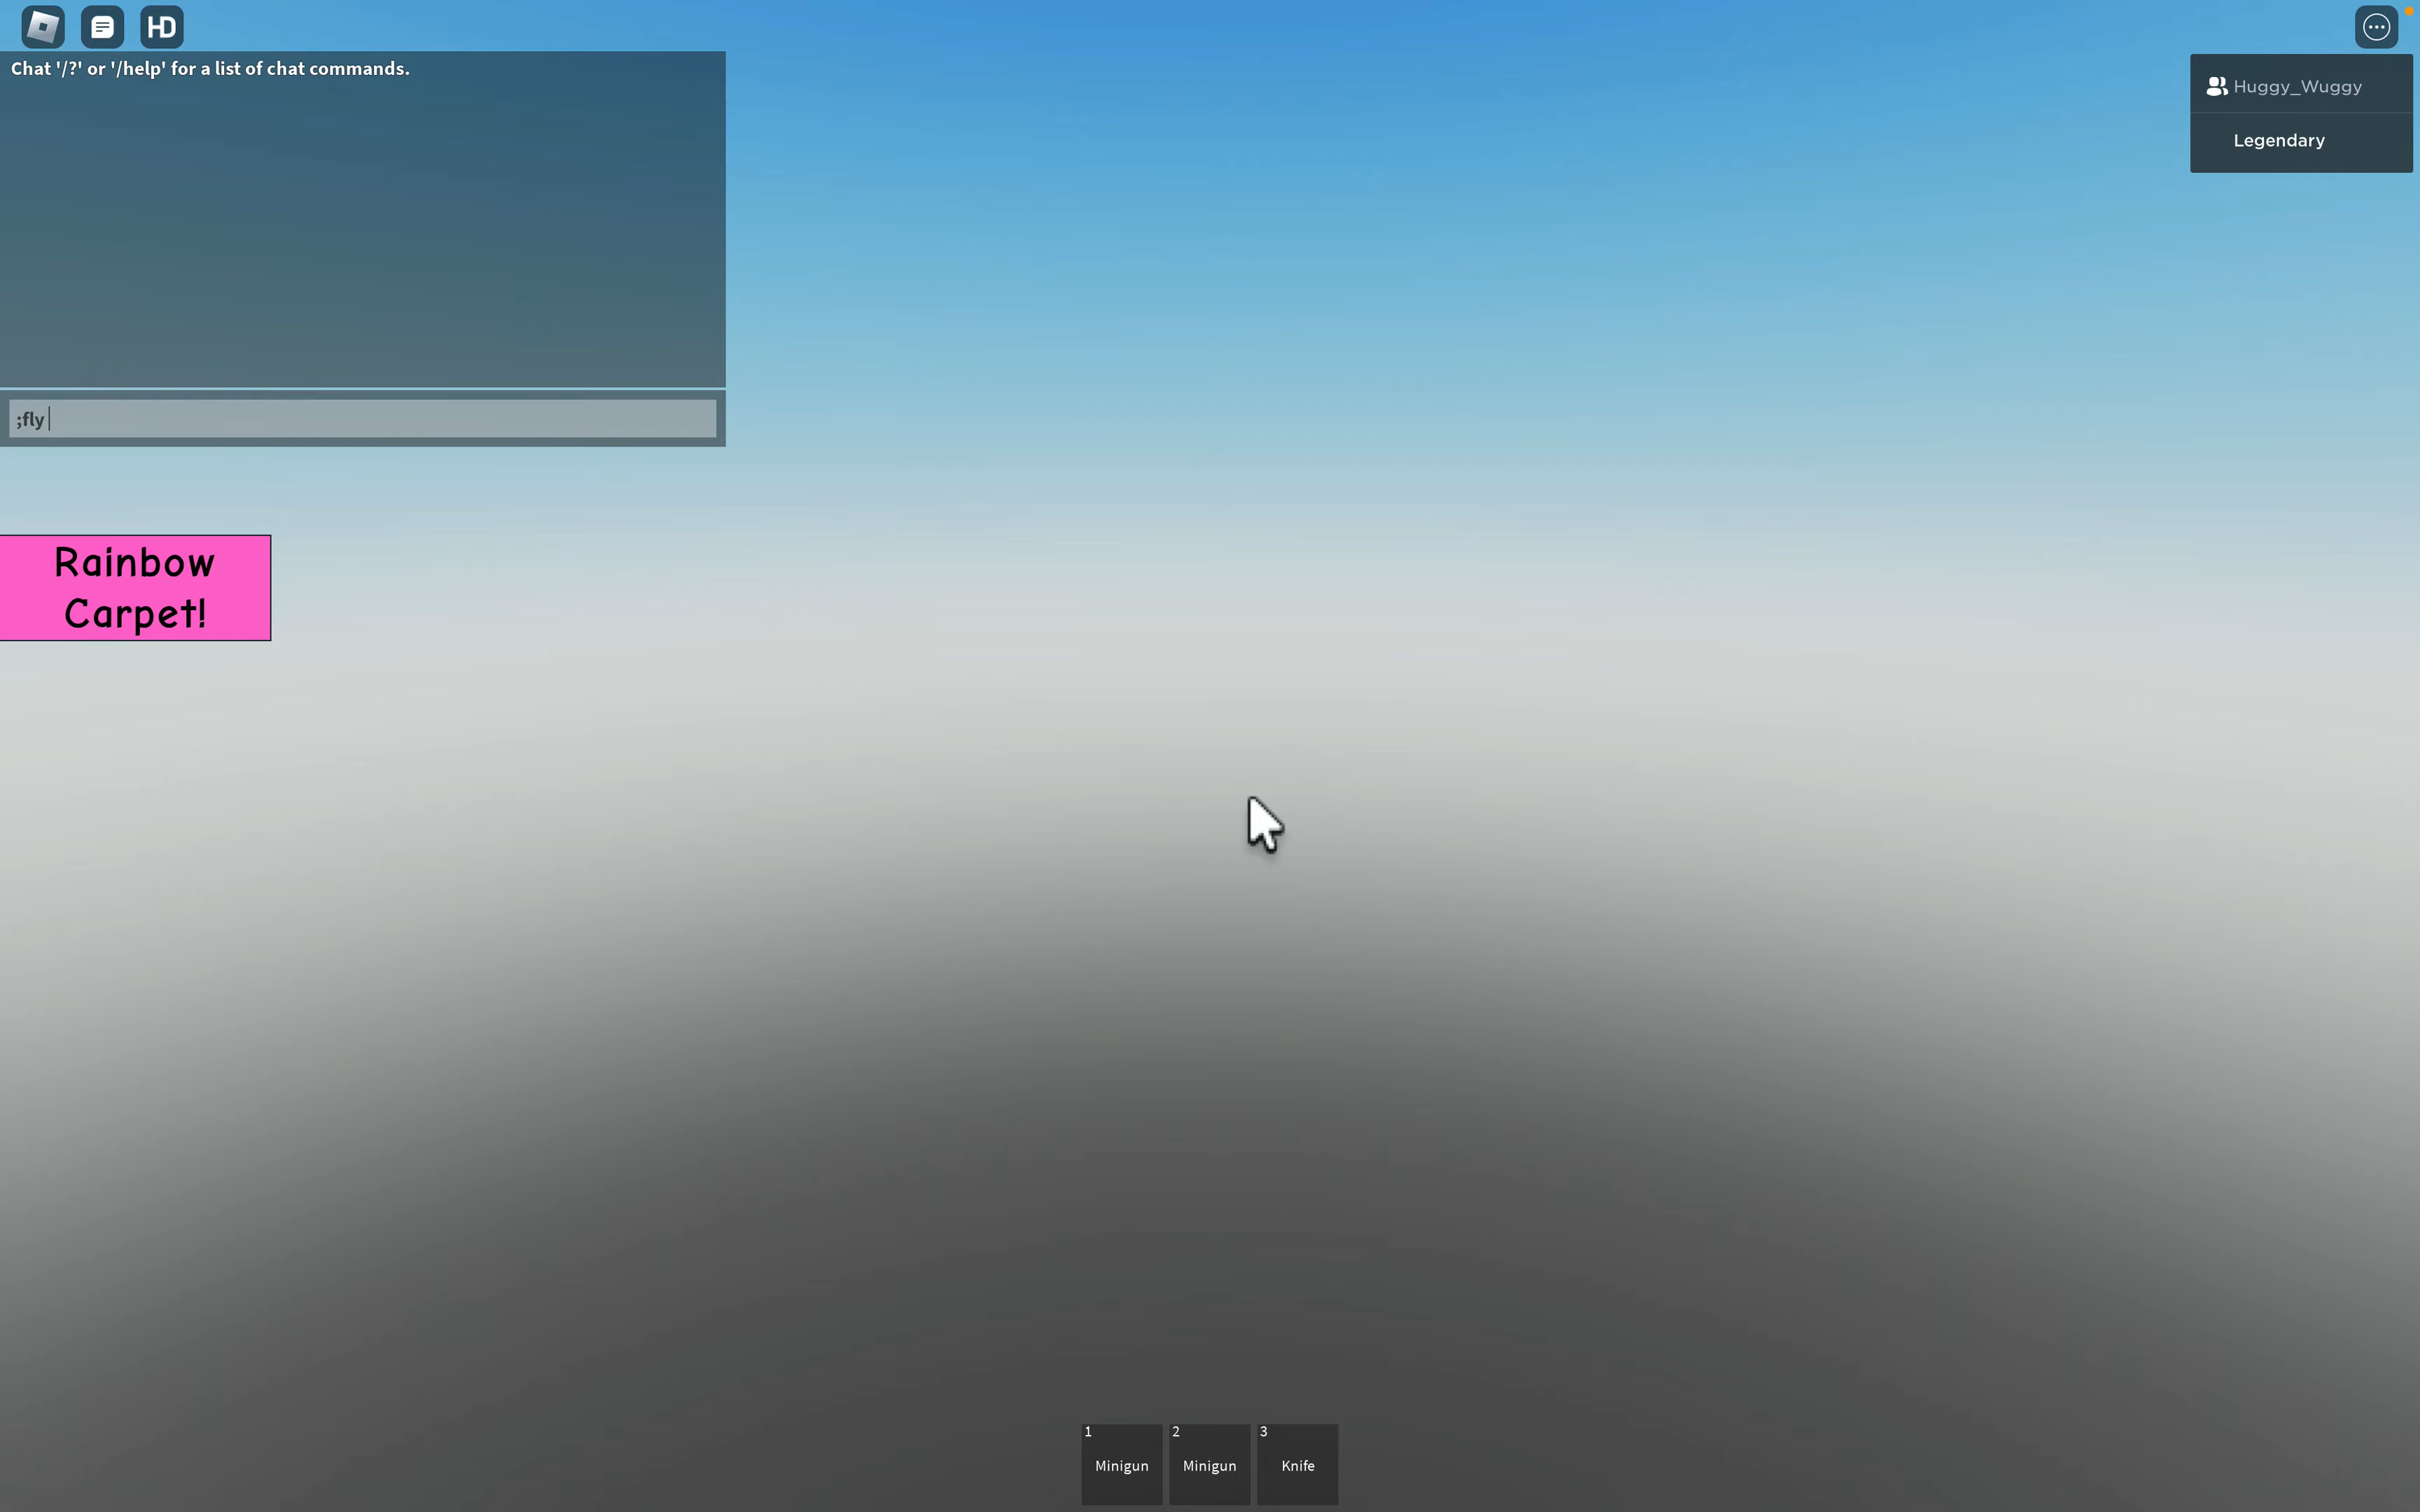 HD
Chat '/?' or '/help' for a list of chat commands.
Huggy_Wuggy
Legendary
;fly
Rainbow
Carpet!
1
Minigun
2
Minigun
3
Knife